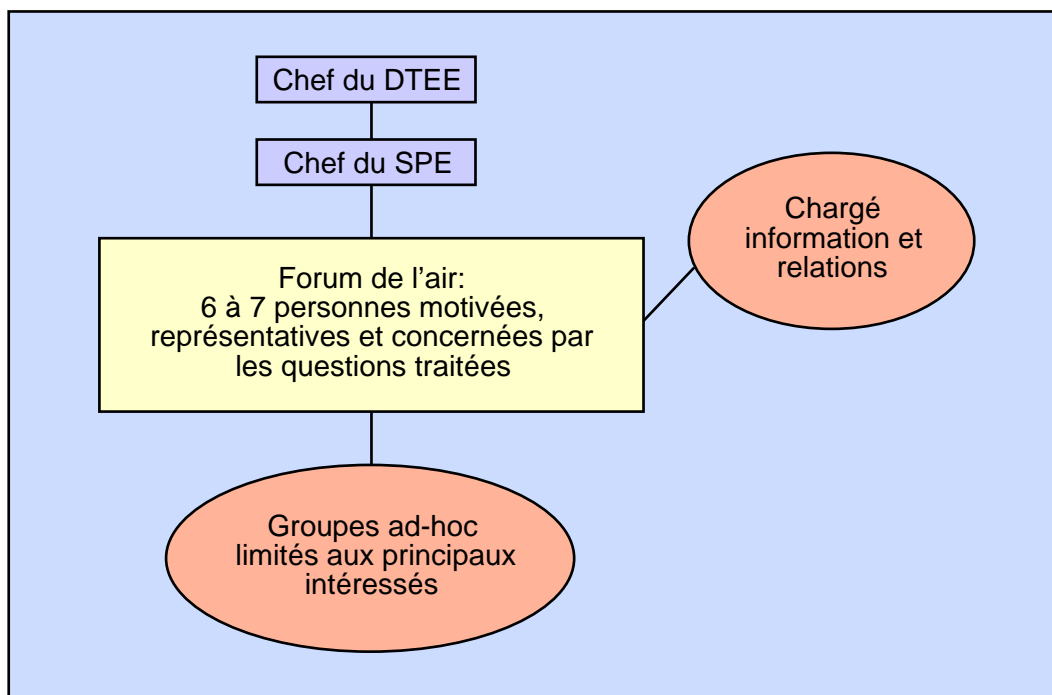 Chef du DTEE
Chef du SPE
Chargé
information et
relations
Forum de l’air:
6 à 7 personnes motivées,
représentatives et concernées par
les questions traitées
Groupes ad-hoc
limités aux principaux
intéressés